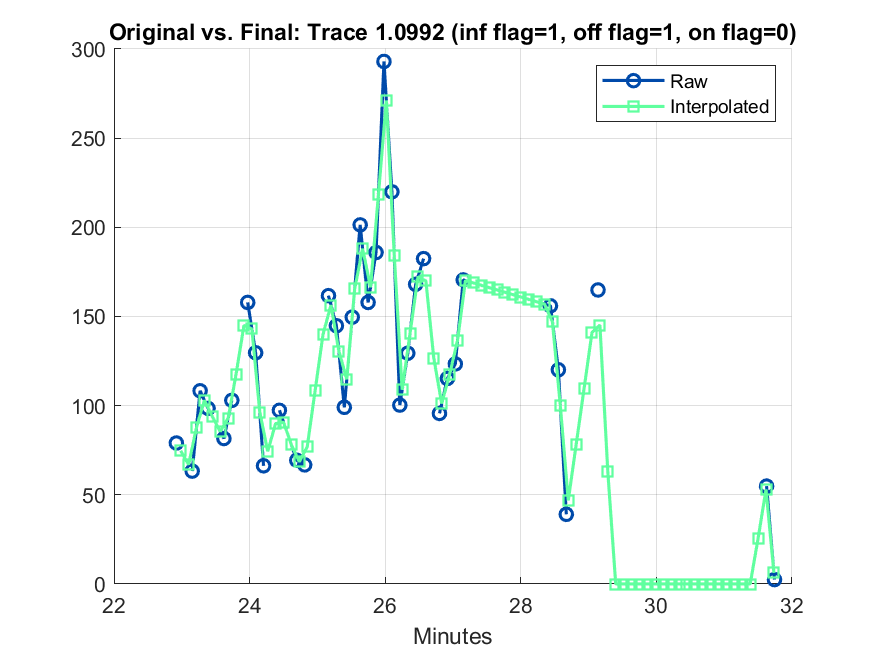 Original vs. Final: Trace 1.0992 (inf flag=1, off flag=1, on flag=0)
300
250
200
150
100
50
0
Raw
Interpolated
22 24 26 28 30 32
Minutes